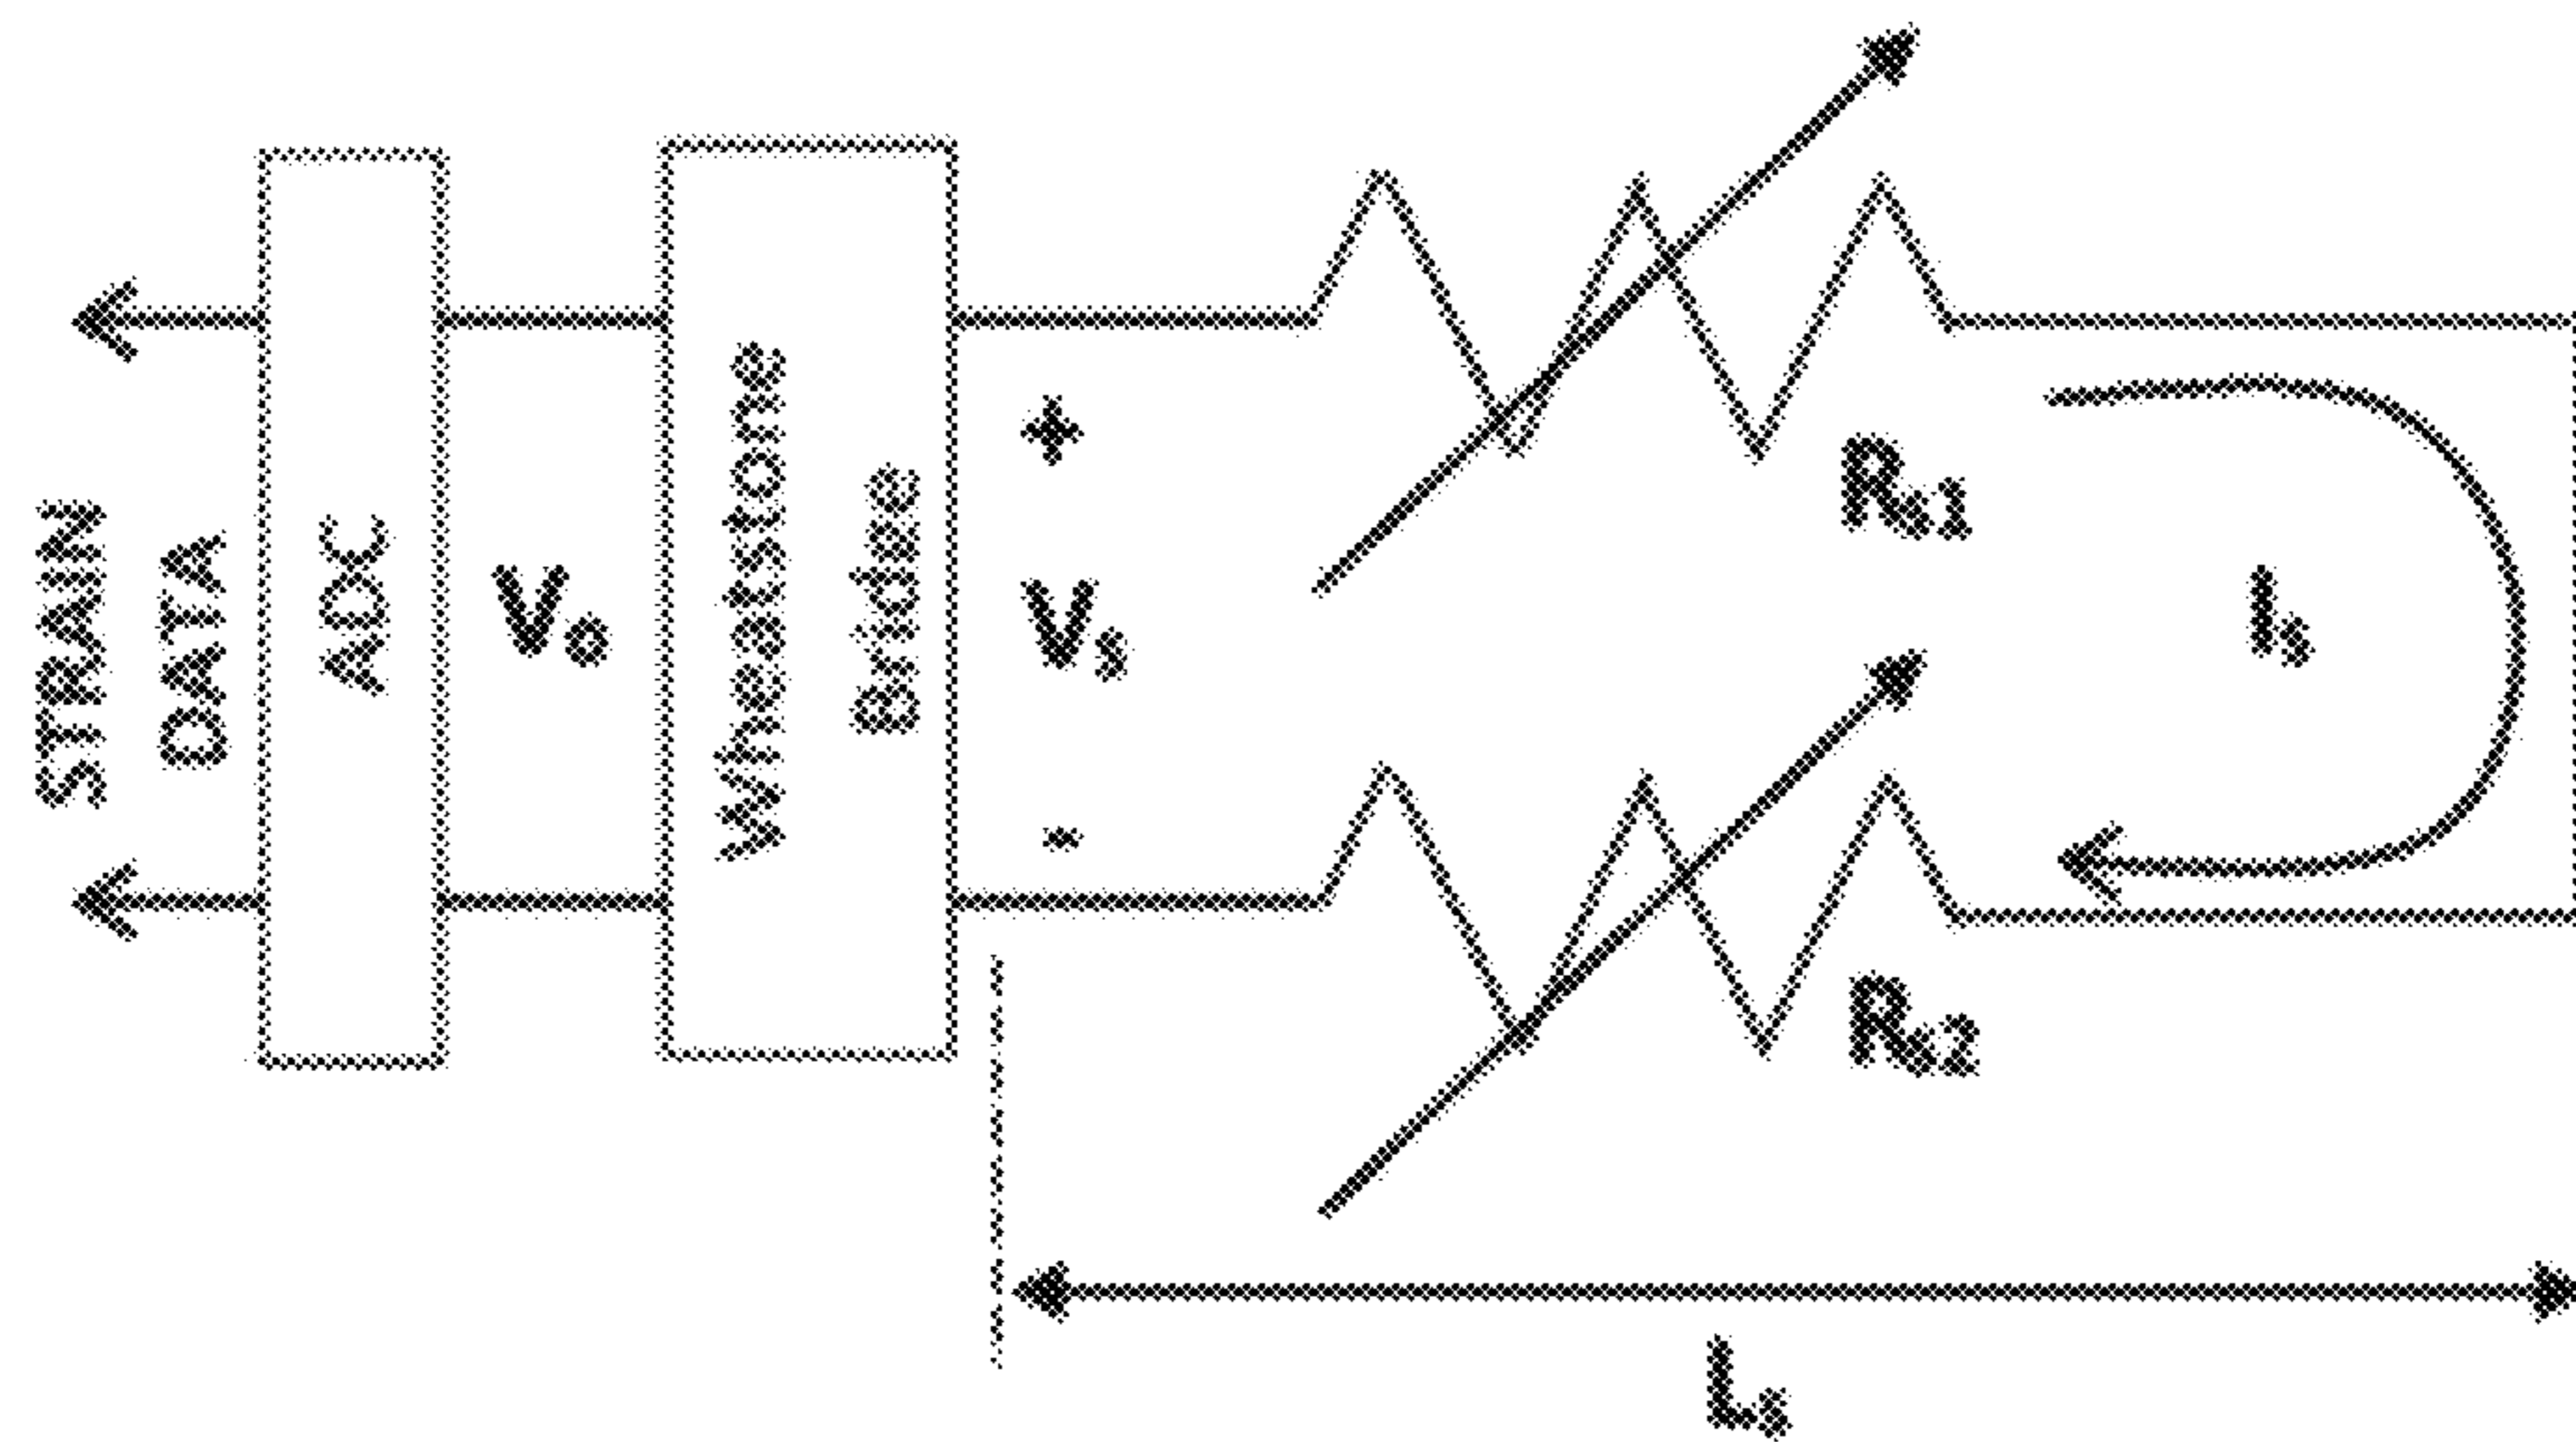 STRAIN
DATA
ADC
Vo
Wheatstone
Bridge
+
Vs
-
Rs1
Is
Rs2
Ls